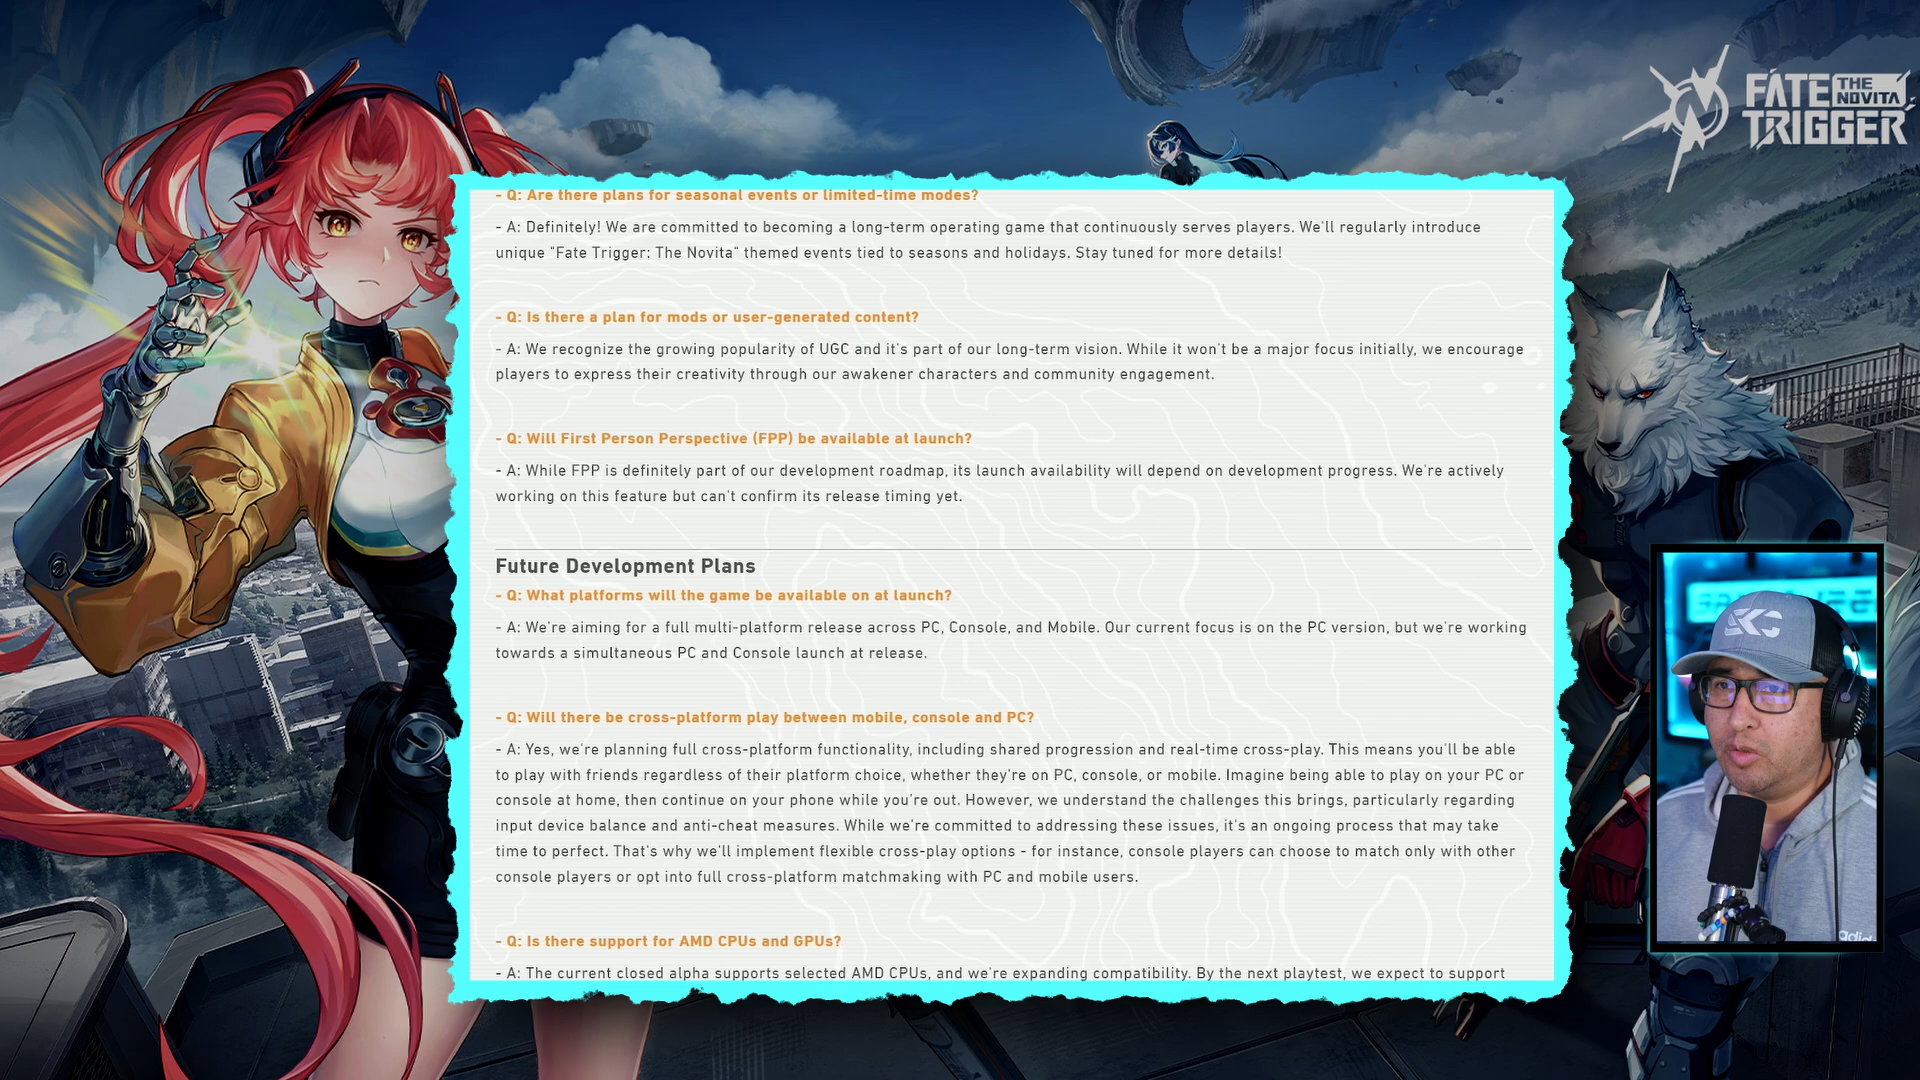 FATE THE NOVITA
TRIGGER
- Q: Are there plans for seasonal events or limited-time modes?
- A: Definitely! We are committed to becoming a long-term operating game that continuously serves players. We'll regularly introduce
unique "Fate Trigger: The Novita" themed events tied to seasons and holidays. Stay tuned for more details!
- Q: Is there a plan for mods or user-generated content?
- A: We recognize the growing popularity of UGC and it's part of our long-term vision. While it won't be a major focus initially, we encourage
players to express their creativity through our awakener characters and community engagement.
- Q: Will First Person Perspective (FPP) be available at launch?
- A: While FPP is definitely part of our development roadmap, its launch availability will depend on development progress. We're actively
working on this feature but can't confirm its release timing yet.
Future Development Plans
- Q: What platforms will the game be available on at launch?
- A: We're aiming for a full multi-platform release across PC, Console, and Mobile. Our current focus is on the PC version, but we're working
towards a simultaneous PC and Console launch at release.
- Q: Will there be cross-platform play between mobile, console and PC?
- A: Yes, we're planning full cross-platform functionality, including shared progression and real-time cross-play. This means you'll be able
to play with friends regardless of their platform choice, whether they're on PC, console, or mobile. Imagine being able to play on your PC or
console at home, then continue on your phone while you're out. However, we understand the challenges this brings, particularly regarding
input device balance and anti-cheat measures. While we're committed to addressing these issues, it's an ongoing process that may take
time to perfect. That's why we'll implement flexible cross-play options - for instance, console players can choose to match only with other
console players or opt into full cross-platform matchmaking with PC and mobile users.
- Q: Is there support for AMD CPUs and GPUs?
- A: The current closed alpha supports selected AMD CPUs, and we're expanding compatibility. By the next playtest, we expect to support